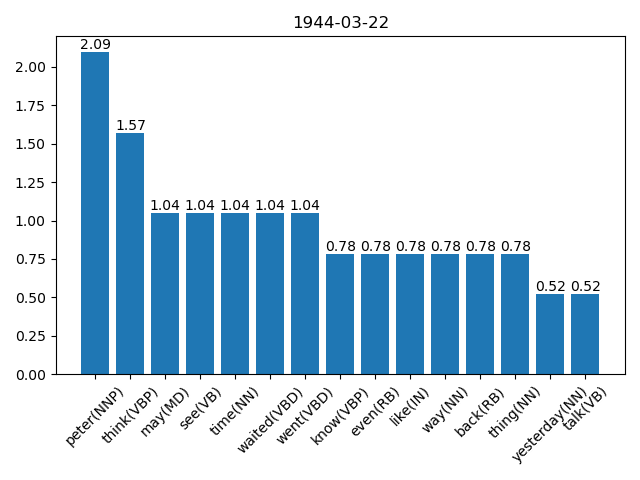 1944-03-22
2.09
1.57
1.04 1.04 1.04 1.04 1.04
0.78 0.78 0.78 0.78 0.78 0.78
0.52 0.52
2.00
1.75
1.50
1.25
1.00
0.75
0.50
0.25
0.00
peter(NNP)
think(VBP)
may(MD)
see(VB)
time(NN)
waited(VBD)
went(VBD)
know(VBP)
even(RB)
like(IN)
way(NN)
back(RB)
thing(NN)
yesterday(NN)
talk(VB)